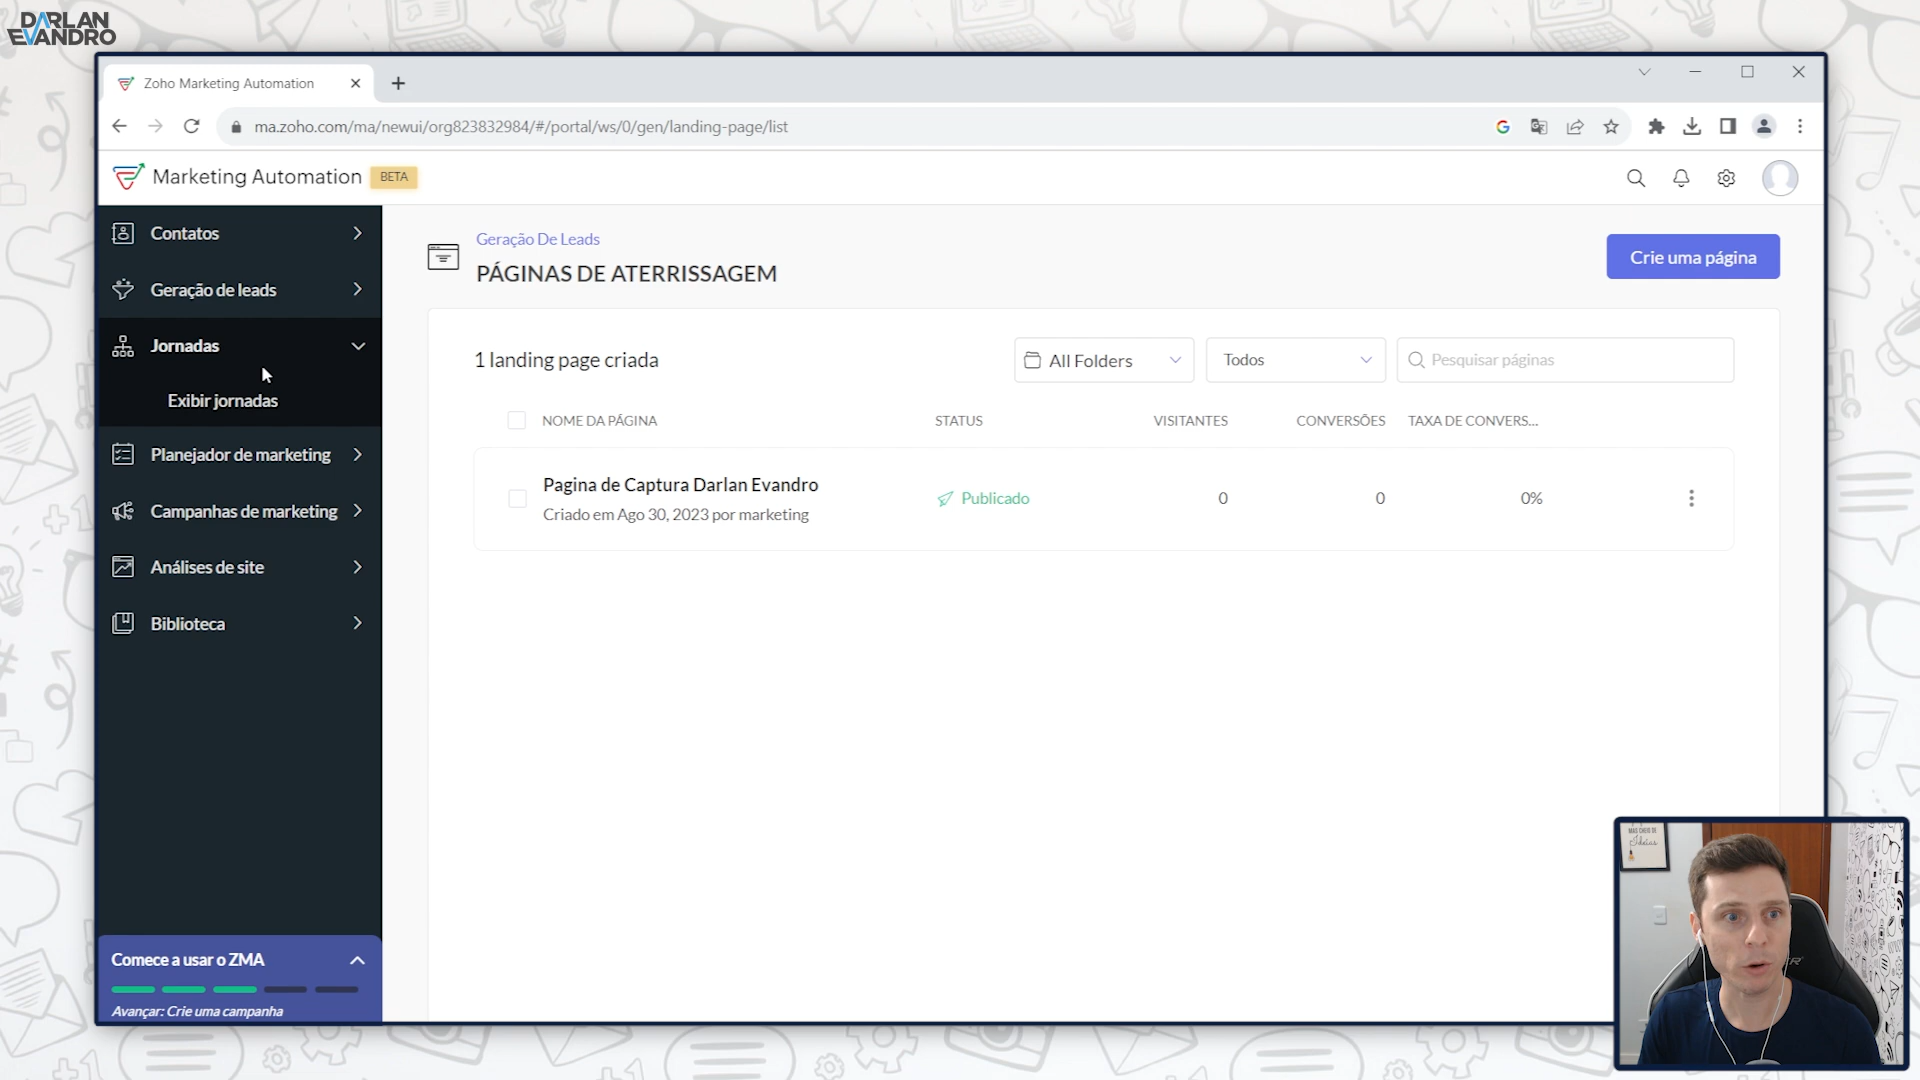 DARLAN
EVANDRO
Zoho Marketing Automation
ma.zoho.com/ma/newui/org823832984/#/portal/ws/0/gen/landing-page/list
Marketing Automation BETA
Contatos
Geração de leads
Jornadas
Exibir jornadas
Planejador de marketing
Campanhas de marketing
Análises de site
Biblioteca
Comece a usar o ZMA
Avançar: Crie uma campanha
Geração De Leads
PÁGINAS DE ATERRISSAGEM
Crie uma página
1 landing page criada
All Folders
Todos
Pesquisar páginas
NOME DA PÁGINA STATUS VISITANTES CONVERSÕES TAXA DE CONVERS...
Pagina de Captura Darlan Evandro
Criado em Ago 30, 2023 por marketing
Publicado 0 0 0%
MAS CHEIO DE
Ideias